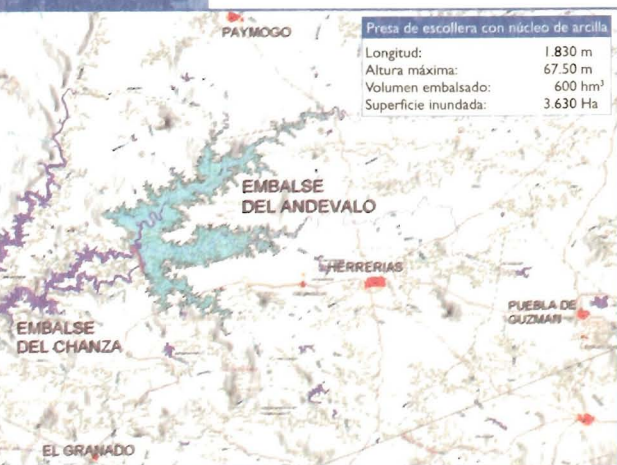 PAYMOGO
Presa de escollera con núcleo de arcilla
Longitud: 1.830 m
Altura máxima: 67.50 m
Volumen embalsado: 600 hm³
Superficie inundada: 3.630 Ha
EMBALSE
DEL ANDEVALO
HERRERIAS
PUEBLA DE
GUZMAN
EMBALSE
DEL CHANZA
EL GRANADO